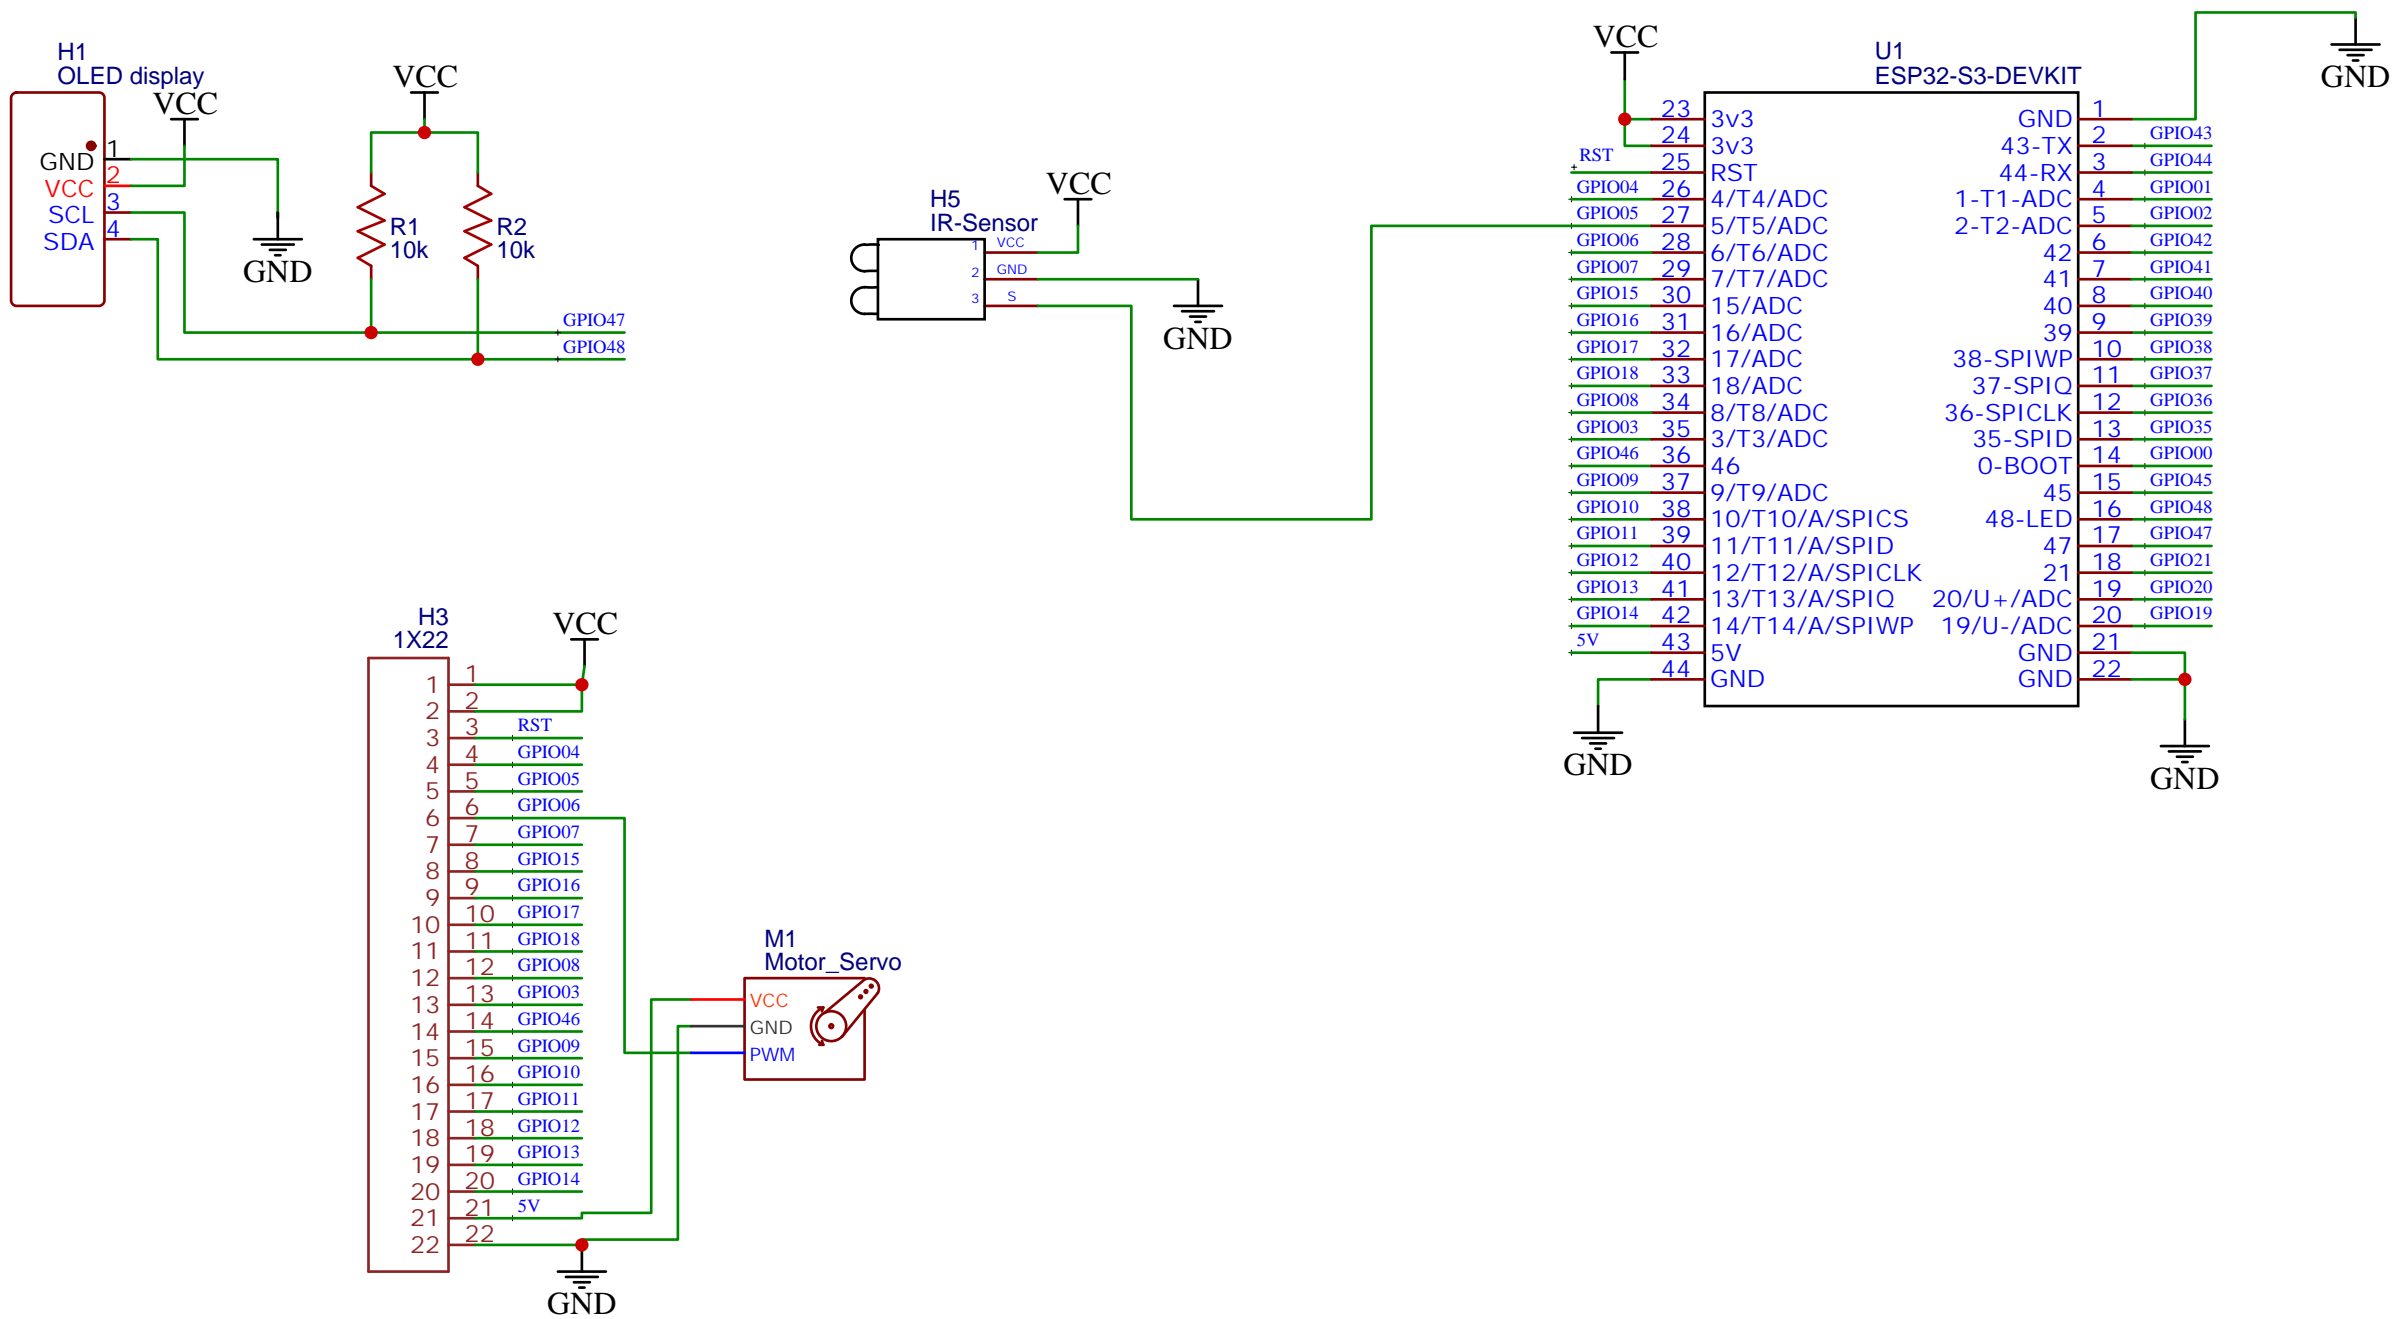 H1
OLED display
VCC
GND 1
VCC 2
SCL 3
SDA 4
GND
VCC
R1
10k
R2
10k
GPIO47
GPIO48
H5
IR-Sensor
VCC
1 VCC
2 GND
3 S
GND
VCC
U1
ESP32-S3-DEVKIT
GND
23 3v3
24 3v3
RST 25 RST
GPIO04 26 4/T4/ADC
GPIO05 27 5/T5/ADC
GPIO06 28 6/T6/ADC
GPIO07 29 7/T7/ADC
GPIO15 30 15/ADC
GPIO16 31 16/ADC
GPIO17 32 17/ADC
GPIO18 33 18/ADC
GPIO08 34 8/T8/ADC
GPIO03 35 3/T3/ADC
GPIO46 36 46
GPIO09 37 9/T9/ADC
GPIO10 38 10/T10/A/SPICS
GPIO11 39 11/T11/A/SPID
GPIO12 40 12/T12/A/SPICLK
GPIO13 41 13/T13/A/SPIQ
GPIO14 42 14/T14/A/SPIWP
5V 43 5V
44 GND
GND
GND 1
43-TX 2 GPIO43
44-RX 3 GPIO44
1-T1-ADC 4 GPIO01
2-T2-ADC 5 GPIO02
42 6 GPIO42
41 7 GPIO41
40 8 GPIO40
39 9 GPIO39
38-SPIWP 10 GPIO38
37-SPIQ 11 GPIO37
36-SPICLK 12 GPIO36
35-SPID 13 GPIO35
0-BOOT 14 GPIO00
45 15 GPIO45
48-LED 16 GPIO48
47 17 GPIO47
21 18 GPIO21
20/U+/ADC 19 GPIO20
19/U-/ADC 20 GPIO19
GND 21
GND 22
GND
H3
1X22
VCC
1 1
2 2
3 3 RST
4 4 GPIO04
5 5 GPIO05
6 6 GPIO06
7 7 GPIO07
8 8 GPIO15
9 9 GPIO16
10 10 GPIO17
11 11 GPIO18
12 12 GPIO08
13 13 GPIO03
14 14 GPIO46
15 15 GPIO09
16 16 GPIO10
17 17 GPIO11
18 18 GPIO12
19 19 GPIO13
20 20 GPIO14
21 21 5V
22 22
GND
M1
Motor_Servo
VCC
GND
PWM